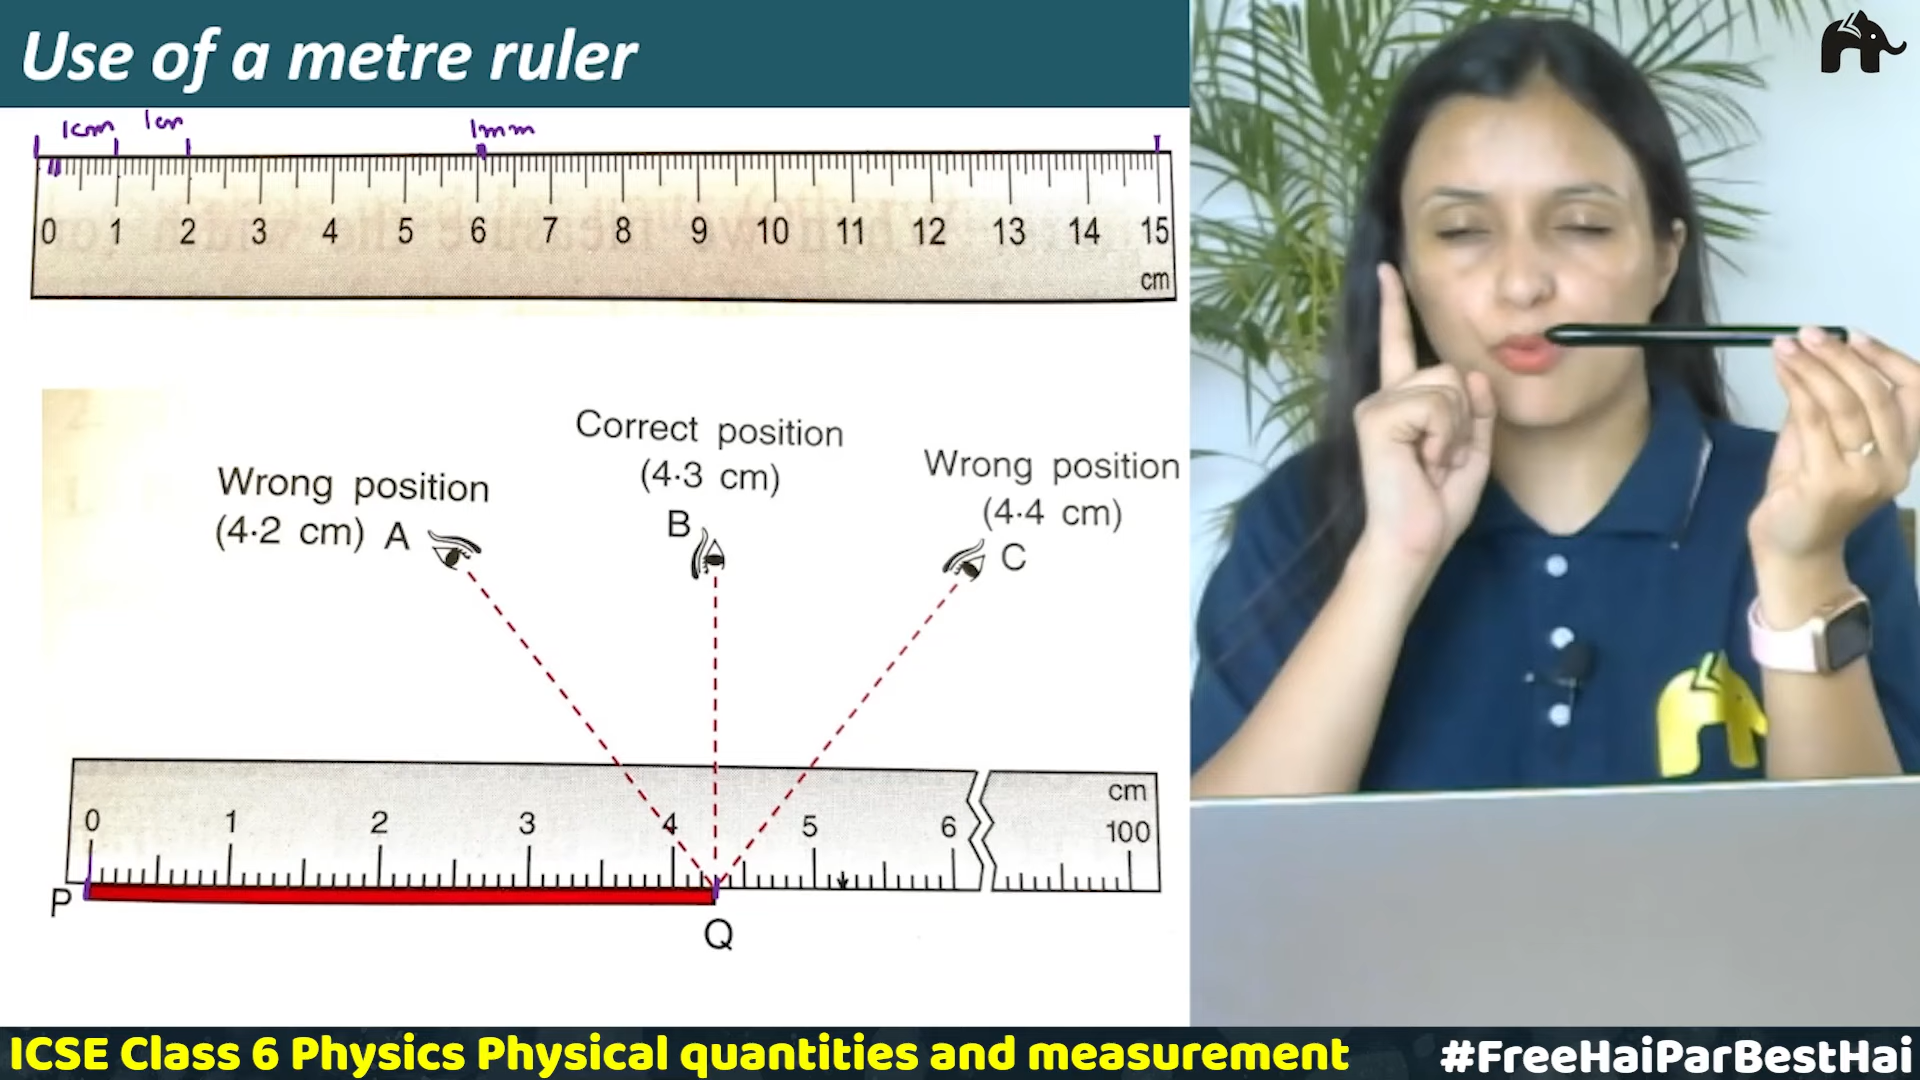 Use of a metre ruler
1cm 1cm 1mm
0 1 2 3 4 5 6 7 8 9 10 11 12 13 14 15
cm
Correct position
(4·3 cm)
B
Wrong position
(4·2 cm) A
Wrong position
(4·4 cm)
C
cm
0 1 2 3 4 5 6 100
P
Q
ICSE Class 6 Physics Physical quantities and measurement
#FreeHaiParBestHai